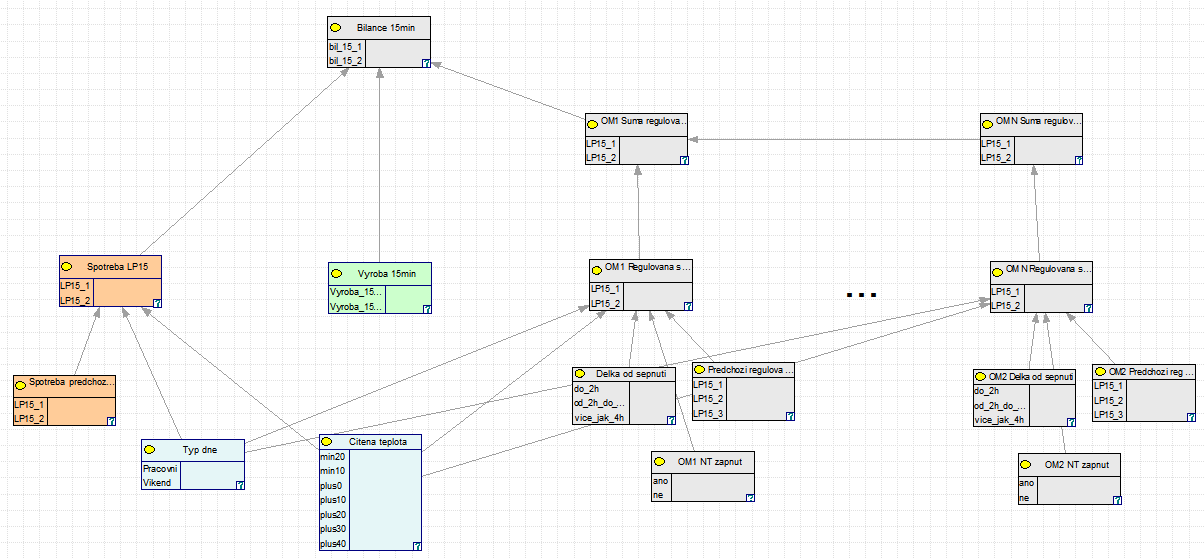 Bilance 15min
bil_15_1
bil_15_2
OM1 Suma regulova...
LP15_1
LP15_2
OM N Suma regulov...
LP15_1
LP15_2
Spotreba LP15
LP15_1
LP15_2
Vyroba 15min
Vyroba_15...
Vyroba_15...
OM1 Regulovana s...
LP15_1
LP15_2
...
OM N Regulovana s...
LP15_1
LP15_2
Spotreba predchoz...
LP15_1
LP15_2
Delka od sepnuti
do_2h
od_2h_do_...
vice_jak_4h
Predchozi regulova ...
LP15_1
LP15_2
LP15_3
OM2 Delka od sepnuti
do_2h
od_2h_do_...
vice_jak_4h
OM2 Predchozi reg ...
LP15_1
LP15_2
LP15_3
Typ dne
Pracovni
Vikend
Citena teplota
min20
min10
plus0
plus10
plus20
plus30
plus40
OM1 NT zapnut
ano
ne
OM2 NT zapnut
ano
ne